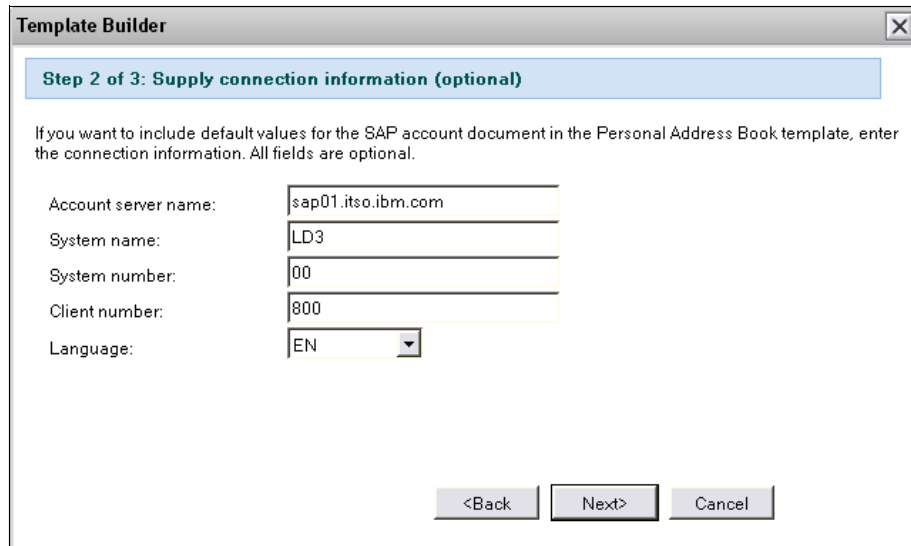 Template Builder
Step 2 of 3: Supply connection information (optional)
If you want to include default values for the SAP account document in the Personal Address Book template, enter
the connection information. All fields are optional.
Account server name: sap01.itso.ibm.com
System name: LD3
System number: 00
Client number: 800
Language: EN
<Back Next> Cancel